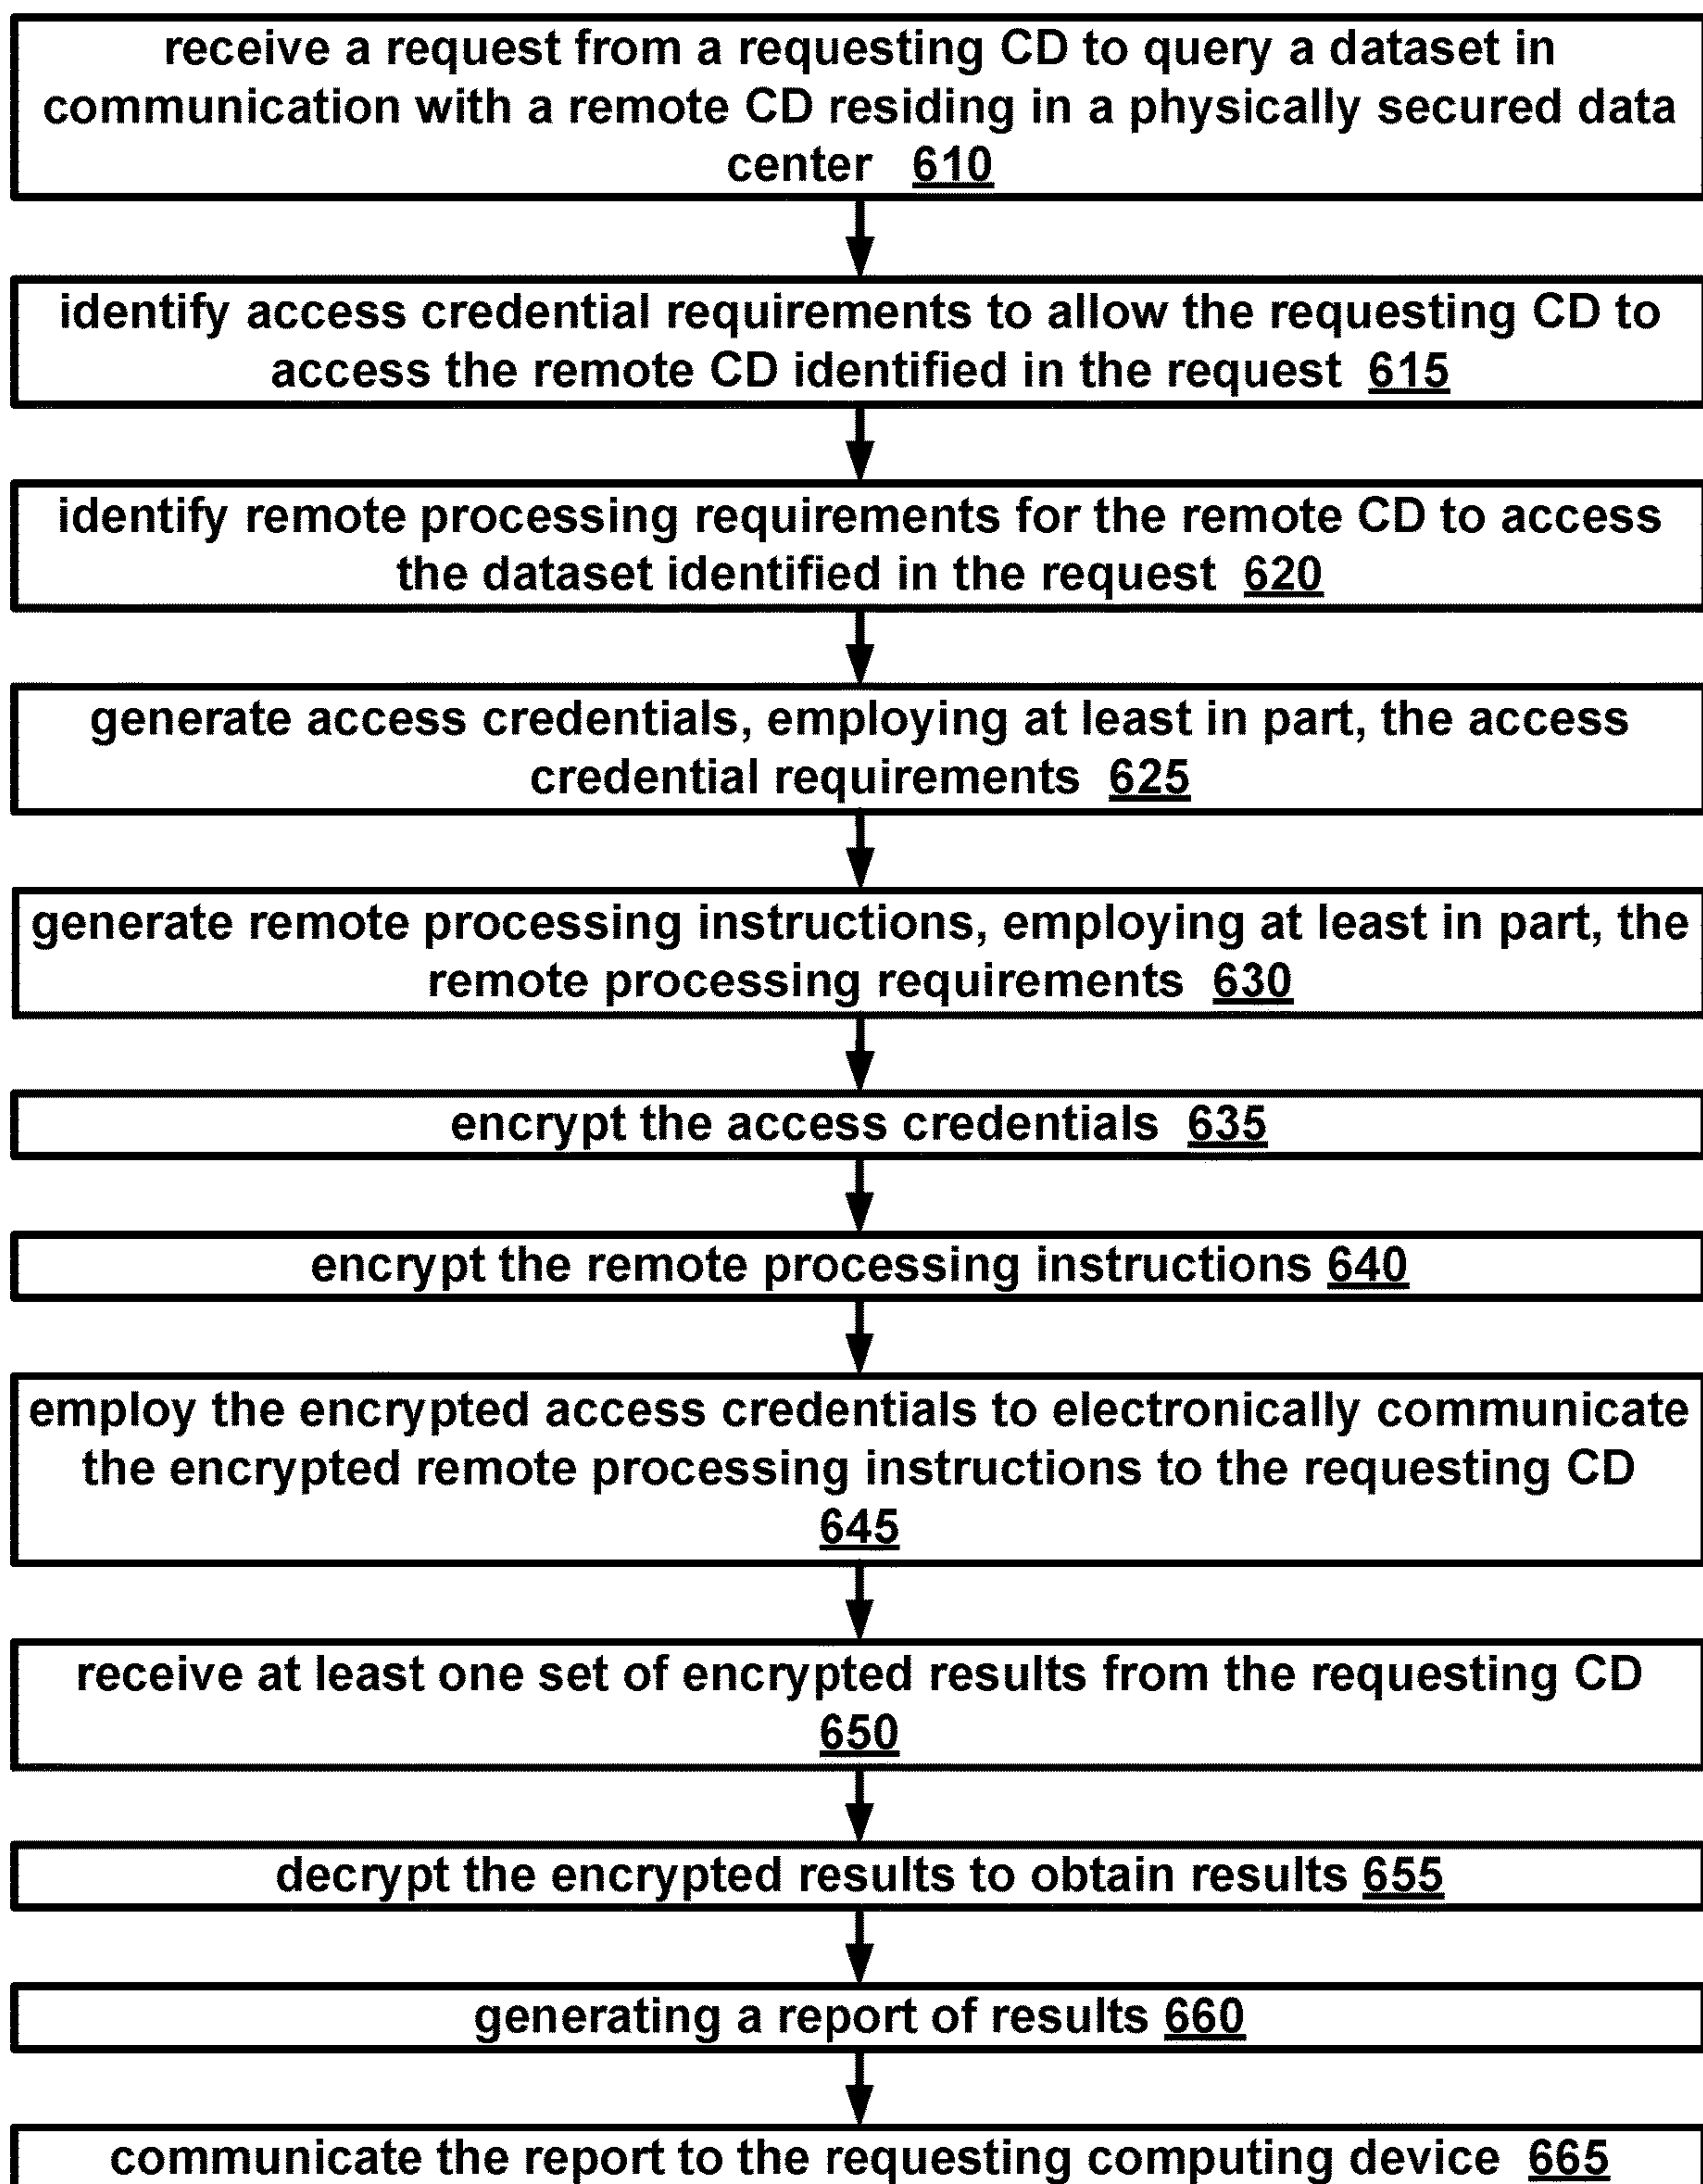 receive a request from a requesting CD to query a dataset in
communication with a remote CD residing in a physically secured data
center 610
identify access credential requirements to allow the requesting CD to
access the remote CD identified in the request 615
identify remote processing requirements for the remote CD to access
the dataset identified in the request 620
generate access credentials, employing at least in part, the access
credential requirements 625
generate remote processing instructions, employing at least in part, the
remote processing requirements 630
encrypt the access credentials 635
encrypt the remote processing instructions 640
employ the encrypted access credentials to electronically communicate
the encrypted remote processing instructions to the requesting CD
645
receive at least one set of encrypted results from the requesting CD
650
decrypt the encrypted results to obtain results 655
generating a report of results 660
communicate the report to the requesting computing device 665